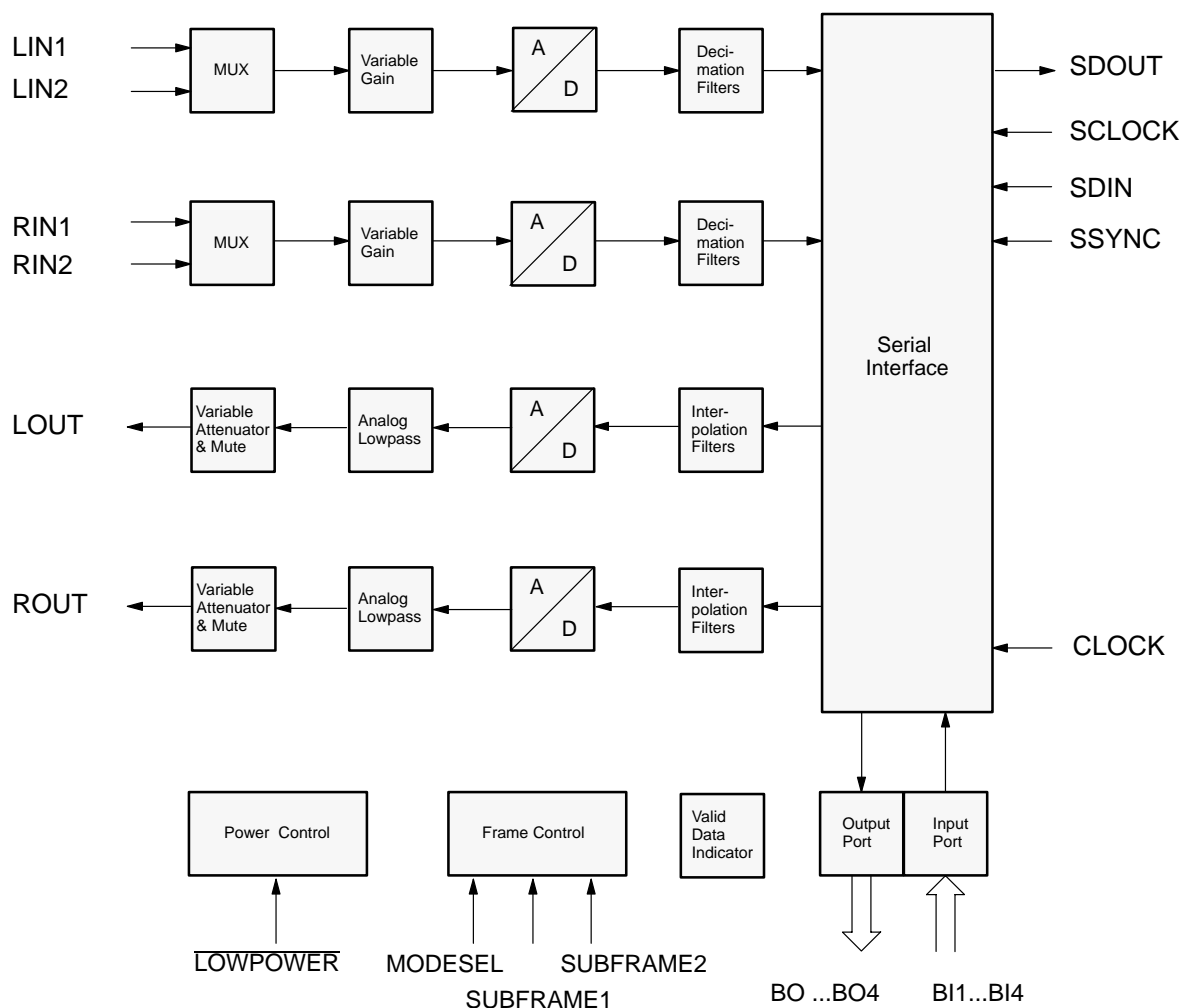 LIN1
LIN2
MUX
Variable
Gain
A
D
Deci-
mation
Filters
SDOUT
SCLOCK
SDIN
SSYNC
RIN1
RIN2
MUX
Variable
Gain
A
D
Deci-
mation
Filters
Serial
Interface
LOUT
Variable
Attenuator
& Mute
Analog
Lowpass
A
D
Inter-
polation
Filters
ROUT
Variable
Attenuator
& Mute
Analog
Lowpass
A
D
Inter-
polation
Filters
CLOCK
Power Control
Frame Control
Valid
Data
Indicator
Output
Port
Input
Port
LOWPOWER
MODESEL
SUBFRAME2
SUBFRAME1
BO ...BO4
BI1...BI4